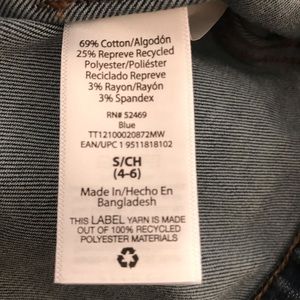 69% Cotton/Algodón
25% Repreve Recycled
Polyester/Poliéster
Reciclado Repreve
3% Rayon/Rayón
3% Spandex
RN# 52469
Blue
TT12100020872MW
EAN/UPC 1 9511818102
S/CH
(4-6)
Made In/Hecho En
Bangladesh
THIS LABEL YARN IS MADE
OUT OF 100% RECYCLED
POLYESTER MATERIALS